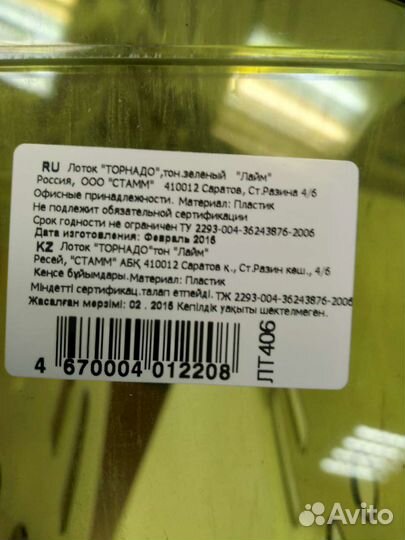 RU Лоток "ТОРНАДО",тон.зеленый "Лайм"
Россия, ООО "СТАММ" 410012 Саратов, Ст.Разина 4/6
Офисные принадлежности. Материал: Пластик
Не подлежит обязательной сертификации
Срок годности не ограничен ТУ 2293-004-36243876-2006
Дата изготовления: Февраль 2016
KZ Лоток "ТОРНАДО"тон "Лайм"
Ресей, "СТАММ" АБҚ 410012 Саратов қ., Ст.Разин көш., 4/6
Кеңсе бұйымдары.Материал: Пластик
Міндетті сертификац.талап етпейді. ТЖ 2293-004-36243876-2006
Жасалған мерзімі: 02 . 2016 Кепілдік уақыты шектелмеген.
4 670004 012208
ЛТ406
Avito